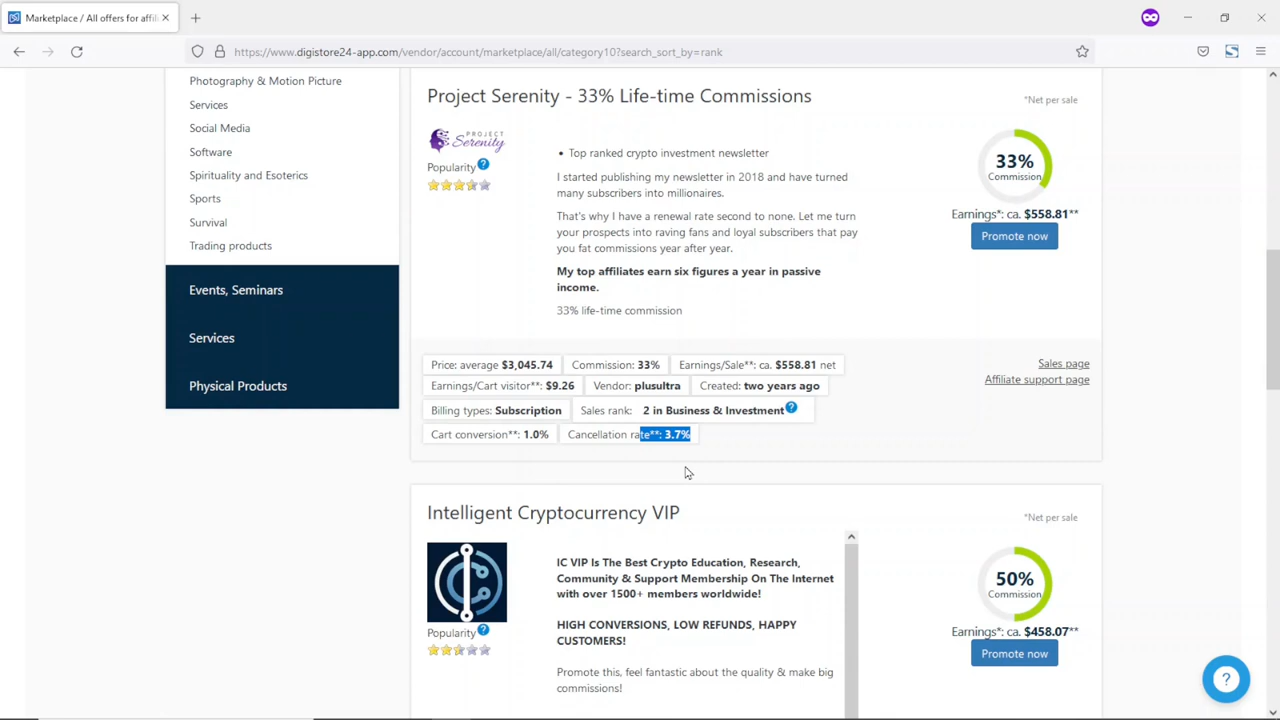 Marketplace / All offers for affili
https://www.digistore24-app.com/vendor/account/marketplace/all/category10?search_sort_by=rank
Photography & Motion Picture
Services
Social Media
Software
Spirituality and Esoterics
Sports
Survival
Trading products
Events, Seminars
Services
Physical Products
Project Serenity - 33% Life-time Commissions
*Net per sale
PROJECT
Serenity
Popularity ?
• Top ranked crypto investment newsletter
I started publishing my newsletter in 2018 and have turned
many subscribers into millionaires.
That's why I have a renewal rate second to none. Let me turn
your prospects into raving fans and loyal subscribers that pay
you fat commissions year after year.
My top affiliates earn six figures a year in passive
income.
33% life-time commission
33%
Commission
Earnings*: ca. $558.81**
Promote now
Price: average $3,045.74 Commission: 33% Earnings/Sale**: ca. $558.81 net
Earnings/Cart visitor**: $9.26 Vendor: plusultra Created: two years ago
Billing types: Subscription Sales rank: 2 in Business & Investment ?
Cart conversion**: 1.0% Cancellation rate**: 3.7%
Sales page
Affiliate support page
Intelligent Cryptocurrency VIP
*Net per sale
Popularity ?
IC VIP Is The Best Crypto Education, Research,
Community & Support Membership On The Internet
with over 1500+ members worldwide!
HIGH CONVERSIONS, LOW REFUNDS, HAPPY
CUSTOMERS!
Promote this, feel fantastic about the quality & make big
commissions!
50%
Commission
Earnings*: ca. $458.07**
Promote now
?